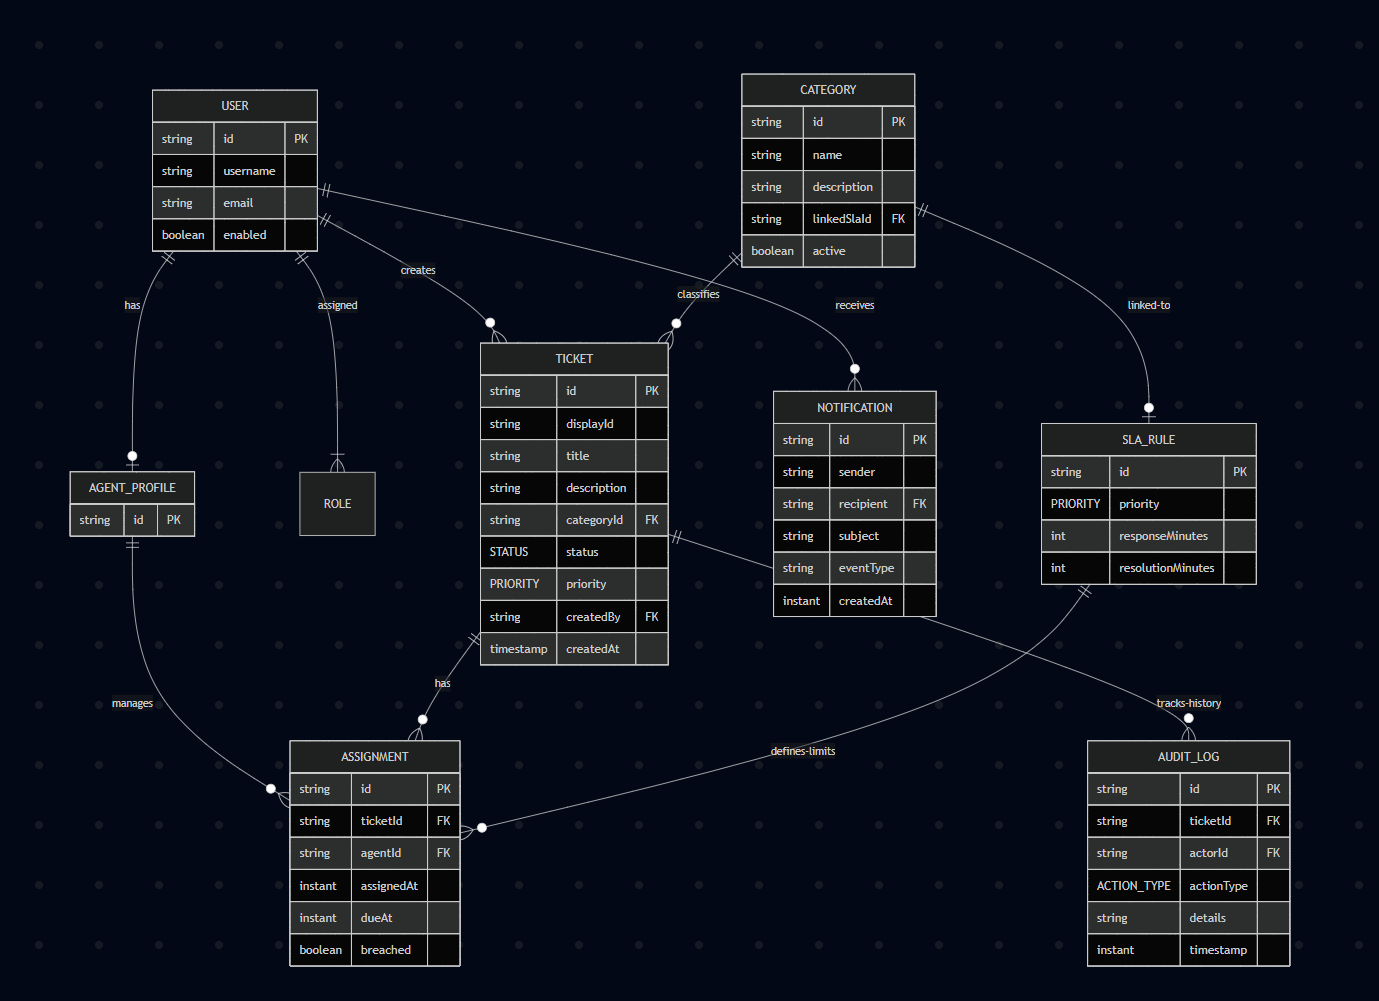 USER
string id PK
string username
string email
boolean enabled
CATEGORY
string id PK
string name
string description
string linkedSlaId FK
boolean active
creates
classifies
has
assigned
receives
linked-to
TICKET
string id PK
string displayId
string title
string description
string categoryId FK
STATUS status
PRIORITY priority
string createdBy FK
timestamp createdAt
NOTIFICATION
string id PK
string sender
string recipient FK
string subject
string eventType
instant createdAt
SLA_RULE
string id PK
PRIORITY priority
int responseMinutes
int resolutionMinutes
AGENT_PROFILE
string id PK
ROLE
has
manages
tracks-history
defines-limits
ASSIGNMENT
string id PK
string ticketId FK
string agentId FK
instant assignedAt
instant dueAt
boolean breached
AUDIT_LOG
string id PK
string ticketId FK
string actorId FK
ACTION_TYPE actionType
string details
instant timestamp